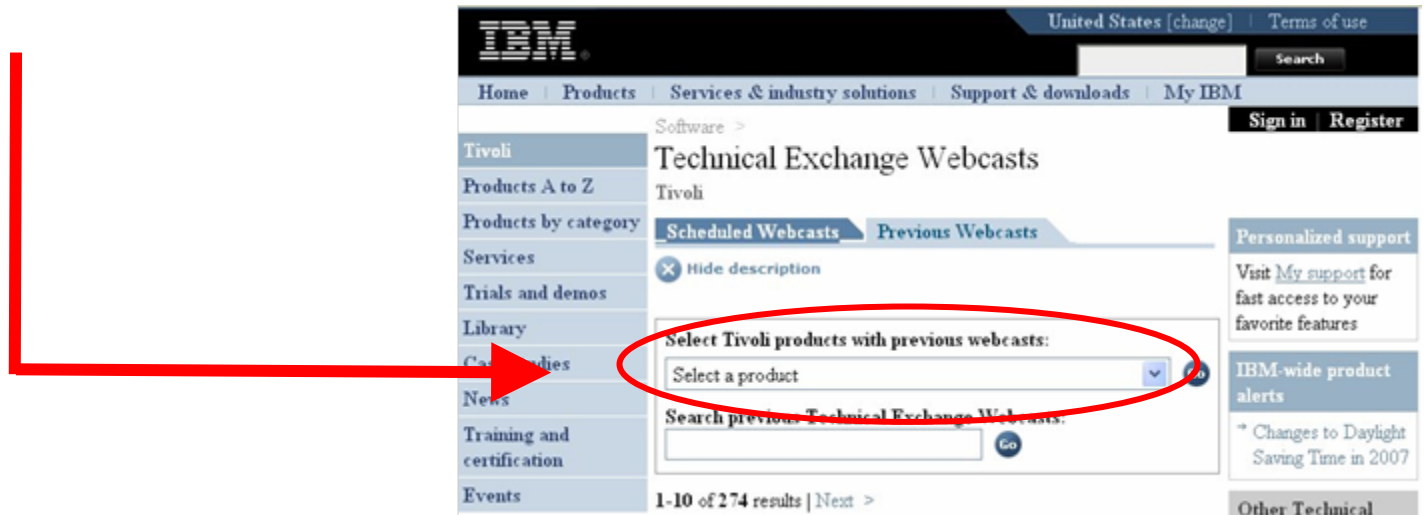 IBM
United States [change] | Terms of use
Search
Home | Products | Services & industry solutions | Support & downloads | My IBM
Software >
Sign in | Register
Tivoli
Products A to Z
Products by category
Services
Trials and demos
Library
Case studies
News
Training and
certification
Events
Technical Exchange Webcasts
Tivoli
Scheduled Webcasts
Previous Webcasts
Hide description
Select Tivoli products with previous webcasts:
Select a product
Go
Search previous Technical Exchange Webcasts:
Go
1-10 of 274 results | Next >
Personalized support
Visit My support for
fast access to your
favorite features
IBM-wide product
alerts
Changes to Daylight
Saving Time in 2007
Other Technical